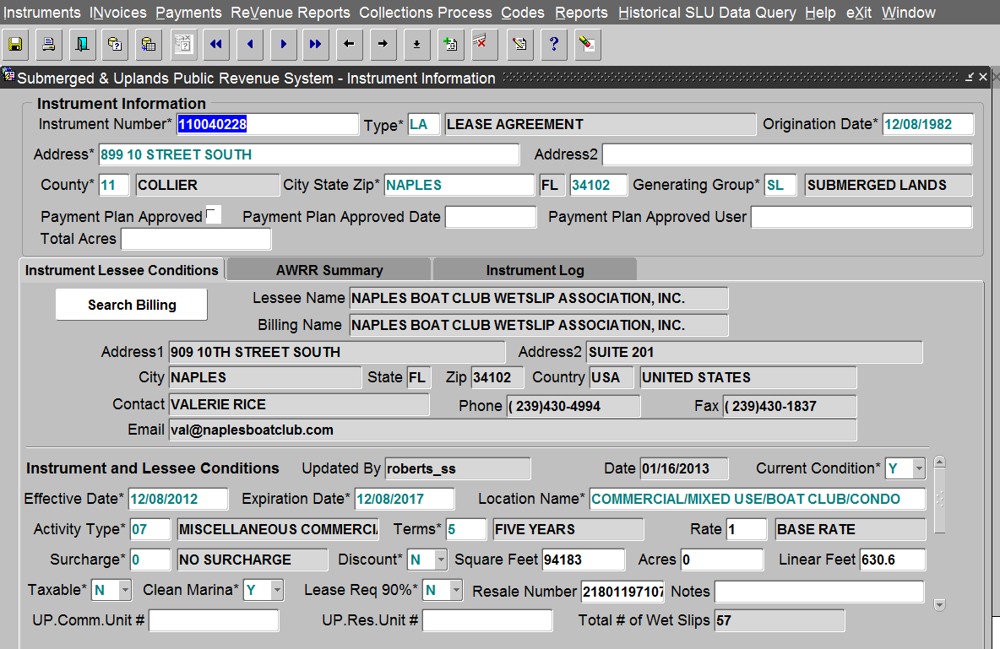 Instruments INvoices Payments ReVenue Reports Collections Process Codes Reports Historical SLU Data Query Help eXit Window
Submerged & Uplands Public Revenue System - Instrument Information
Instrument Information
Instrument Number* 110040228 Type* LA LEASE AGREEMENT Origination Date* 12/08/1982
Address* 899 10 STREET SOUTH Address2
County* 11 COLLIER City State Zip* NAPLES FL 34102 Generating Group* SL SUBMERGED LANDS
Payment Plan Approved Payment Plan Approved Date Payment Plan Approved User
Total Acres
Instrument Lessee Conditions AWRR Summary Instrument Log
Search Billing Lessee Name NAPLES BOAT CLUB WETSLIP ASSOCIATION, INC.
Billing Name NAPLES BOAT CLUB WETSLIP ASSOCIATION, INC.
Address1 909 10TH STREET SOUTH Address2 SUITE 201
City NAPLES State FL Zip 34102 Country USA UNITED STATES
Contact VALERIE RICE Phone ( 239)430-4994 Fax ( 239)430-1837
Email val@naplesboatclub.com
Instrument and Lessee Conditions Updated By roberts_ss Date 01/16/2013 Current Condition* Y
Effective Date* 12/08/2012 Expiration Date* 12/08/2017 Location Name* COMMERCIAL/MIXED USE/BOAT CLUB/CONDO
Activity Type* 07 MISCELLANEOUS COMMERCI Terms* 5 FIVE YEARS Rate 1 BASE RATE
Surcharge* 0 NO SURCHARGE Discount* N Square Feet 94183 Acres 0 Linear Feet 630.6
Taxable* N Clean Marina* Y Lease Req 90%* N Resale Number 21801197107 Notes
UP.Comm.Unit # UP.Res.Unit # Total # of Wet Slips 57